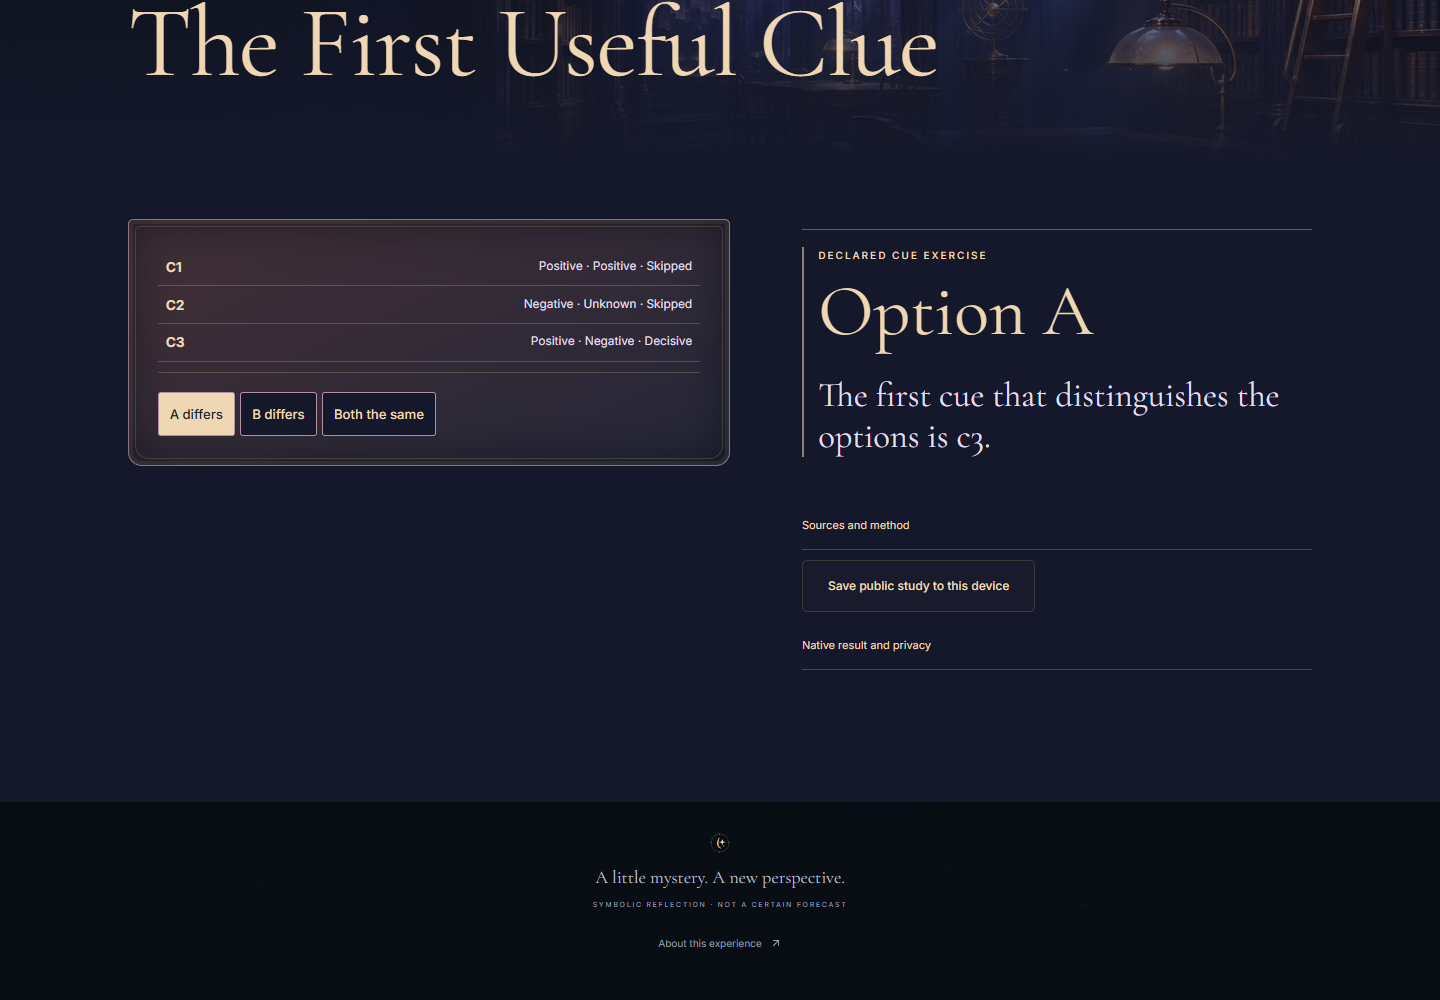 The First Useful Clue
C1
Positive · Positive · Skipped
C2
Negative · Unknown · Skipped
C3
Positive · Negative · Decisive
A differs
B differs
Both the same
DECLARED CUE EXERCISE
Option A
The first cue that distinguishes the
options is c3.
Sources and method
Save public study to this device
Native result and privacy
A little mystery. A new perspective.
SYMBOLIC REFLECTION · NOT A CERTAIN FORECAST
About this experience